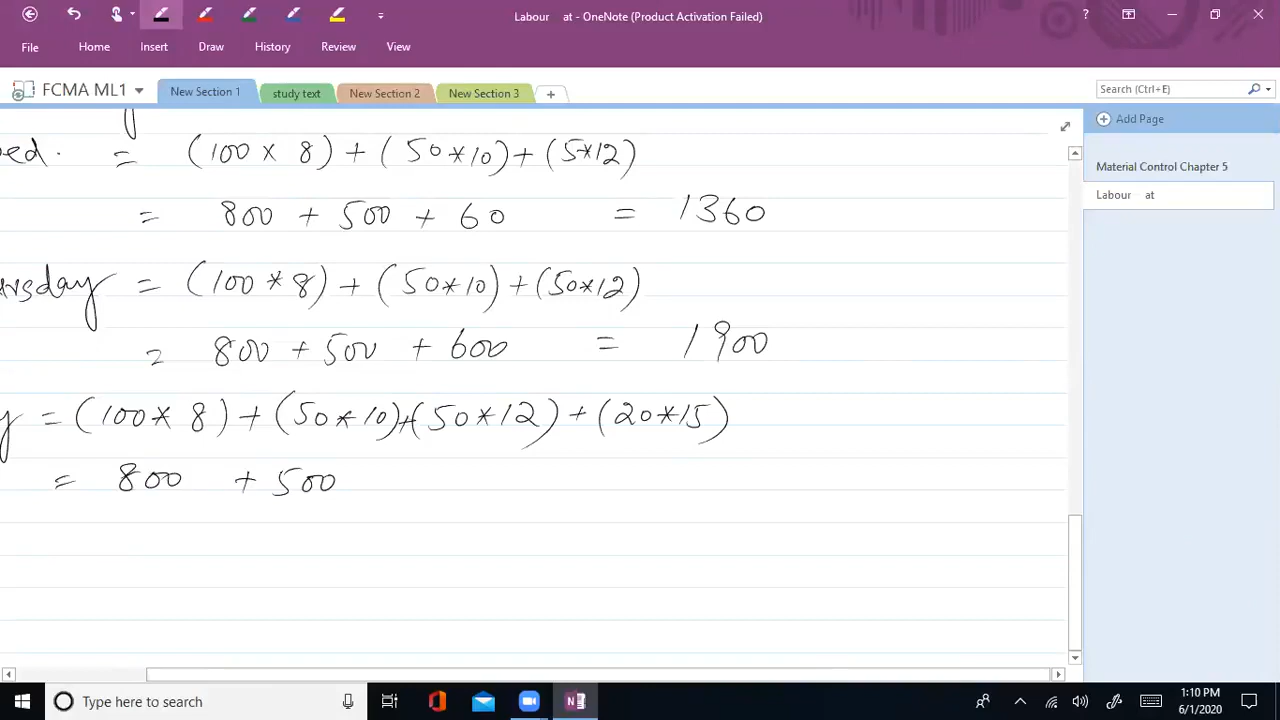 Labour at - OneNote (Product Activation Failed)
?
File Home Insert Draw History Review View
FCMA ML1 New Section 1 study text New Section 2 New Section 3 +
Search (Ctrl+E)
Add Page
Material Control Chapter 5
Labour at
= (100 × 8) + (50*10) + (5*12)
= 800 + 500 + 60 = 1360
= (100 * 8) + (50*10) + (50*12)
= 800 + 500 + 600 = 1900
y = (100 * 8) + (50*10) + (50*12) + (20*15)
= 800 + 500
Type here to search
1:10 PM
6/1/2020